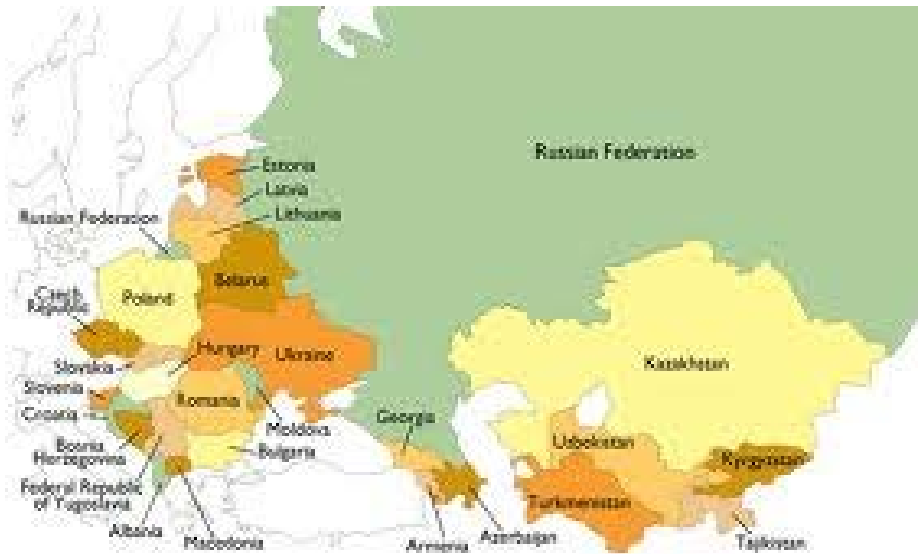 Russian Federation
Estonia
Latvia
Lithuania
Russian Federation
Belarus
Poland
Czech
Republic
Slovakia
Hungary
Ukraine
Kazakhstan
Slovenia
Romania
Croatia
Moldova
Georgia
Bosnia
Herzegovina
Bulgaria
Uzbekistan
Kyrgyzstan
Federal Republic
of Yugoslavia
Turkmenistan
Albania
Macedonia
Armenia
Azerbaijan
Tajikistan